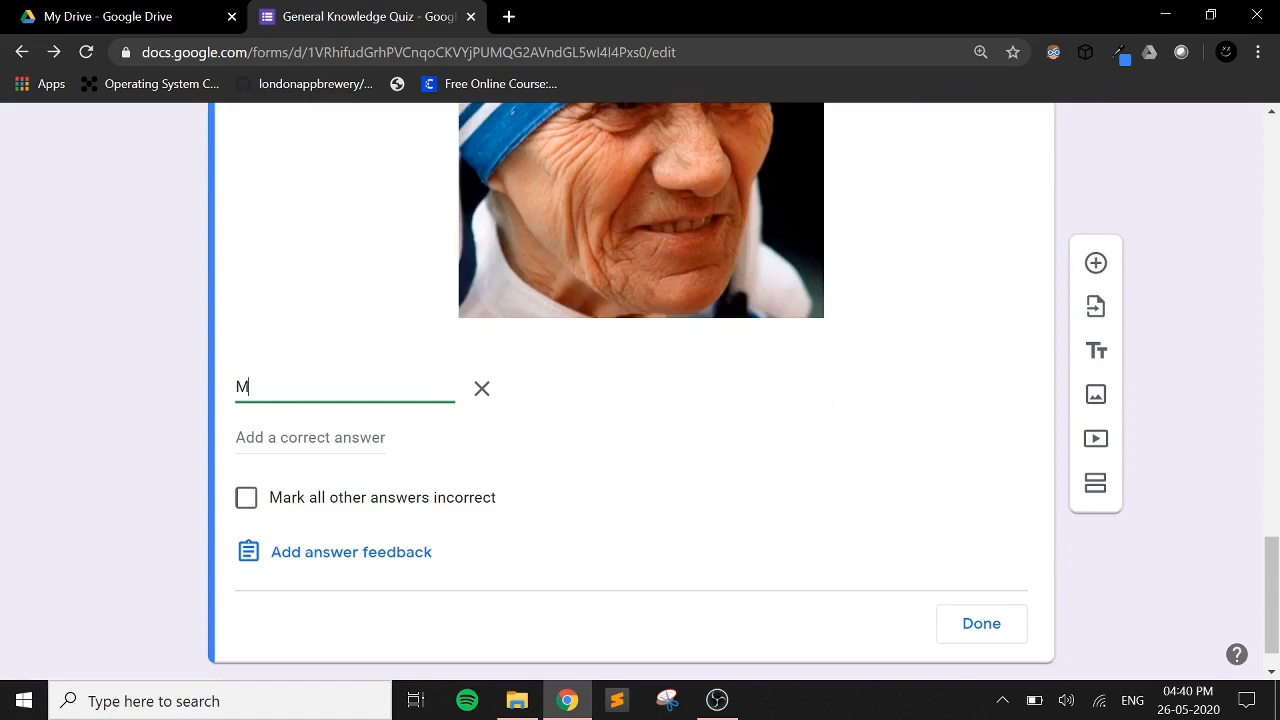 My Drive - Google Drive
General Knowledge Quiz - Goog
docs.google.com/forms/d/1VRhifudGrhPVCnqoCKVYjPUMQG2AVndGL5wl4l4Pxs0/edit
Apps
Operating System C...
londonappbrewery/...
Free Online Course:...
M
Add a correct answer
Mark all other answers incorrect
Add answer feedback
Done
Type here to search
ENG
04:40 PM
26-05-2020